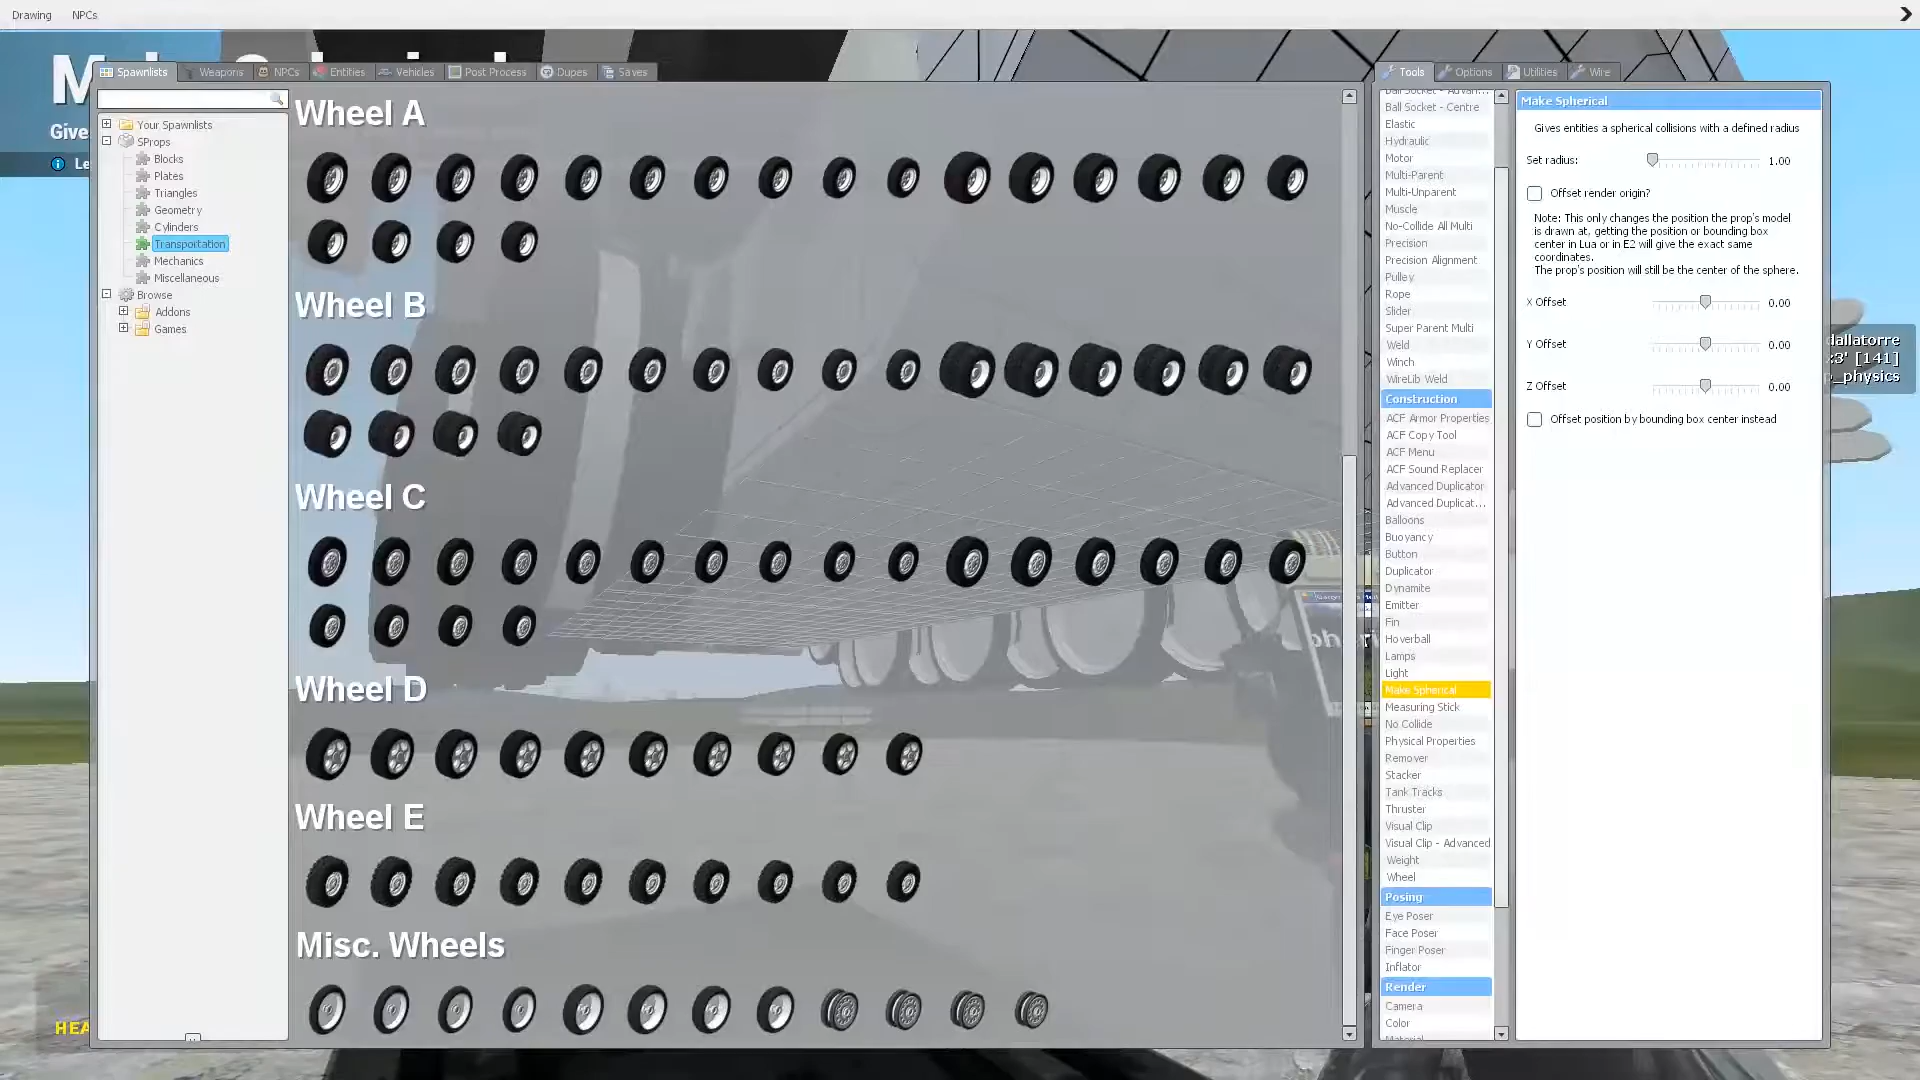 Drawing NPCs
Spawnlists Weapons NPCs Entities Vehicles Post Process Dupes Saves
Your Spawnlists
SProps
Blocks
Plates
Triangles
Geometry
Cylinders
Transportation
Mechanics
Miscellaneous
Browse
Addons
Games
Wheel A
Wheel B
Wheel C
Wheel D
Wheel E
Misc. Wheels
Give
Le
HEA
Tools Options Utilities Wire
Ball Socket - Advan...
Ball Socket - Centre
Elastic
Hydraulic
Motor
Multi-Parent
Multi-Unparent
Muscle
No-Collide All Multi
Precision
Precision Alignment
Pulley
Rope
Slider
Super Parent Multi
Weld
Winch
WireLib Weld
Construction
ACF Armor Properties
ACF Copy Tool
ACF Menu
ACF Sound Replacer
Advanced Duplicator
Advanced Duplicat...
Balloons
Buoyancy
Button
Duplicator
Dynamite
Emitter
Fin
Hoverball
Lamps
Light
Make Spherical
Measuring Stick
No Collide
Physical Properties
Remover
Stacker
Tank Tracks
Thruster
Visual Clip
Visual Clip - Advanced
Weight
Wheel
Posing
Eye Poser
Face Poser
Finger Poser
Inflator
Render
Camera
Color
Material
Make Spherical
Gives entities a spherical collisions with a defined radius
Set radius: 1.00
Offset render origin?
Note: This only changes the position the prop's model
is drawn at, getting the position or bounding box
center in Lua or in E2 will give the exact same
coordinates.
The prop's position will still be the center of the sphere.
X Offset 0.00
Y Offset 0.00
Z Offset 0.00
Offset position by bounding box center instead
dallatorre
x3' [141]
p_physics